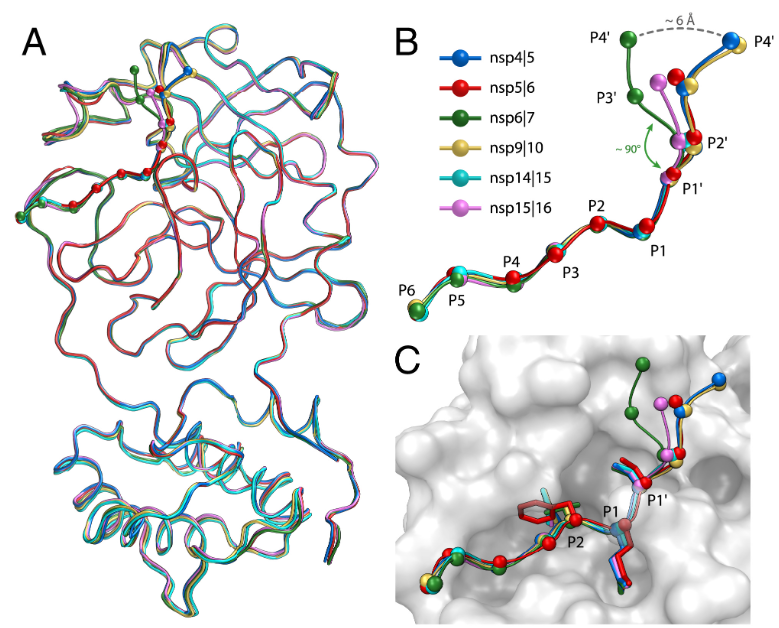 A
B
nsp4|5
nsp5|6
nsp6|7
nsp9|10
nsp14|15
nsp15|16
~ 6 Å
P4'
P4'
P3'
~ 90°
P2'
P1'
P2
P1
P4
P3
P6
P5
C
P1'
P1
P2